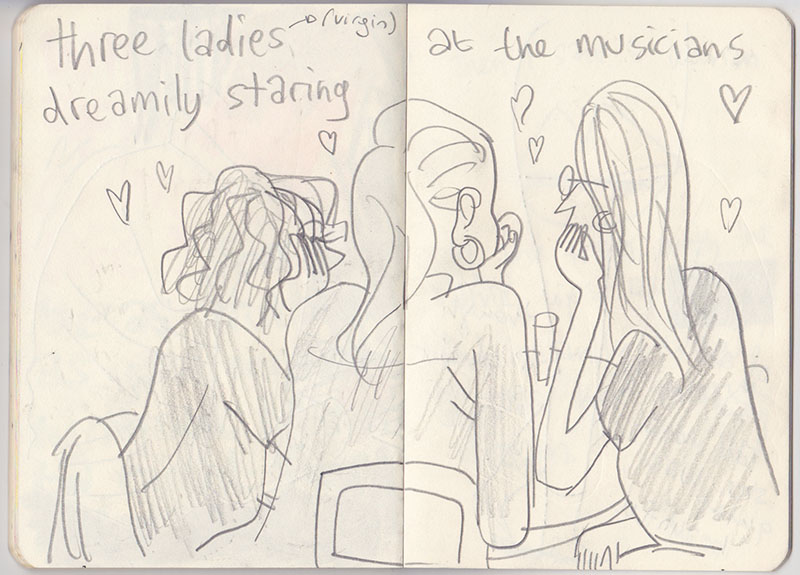 three ladies →(virgin) at the musicians
dreamily staring